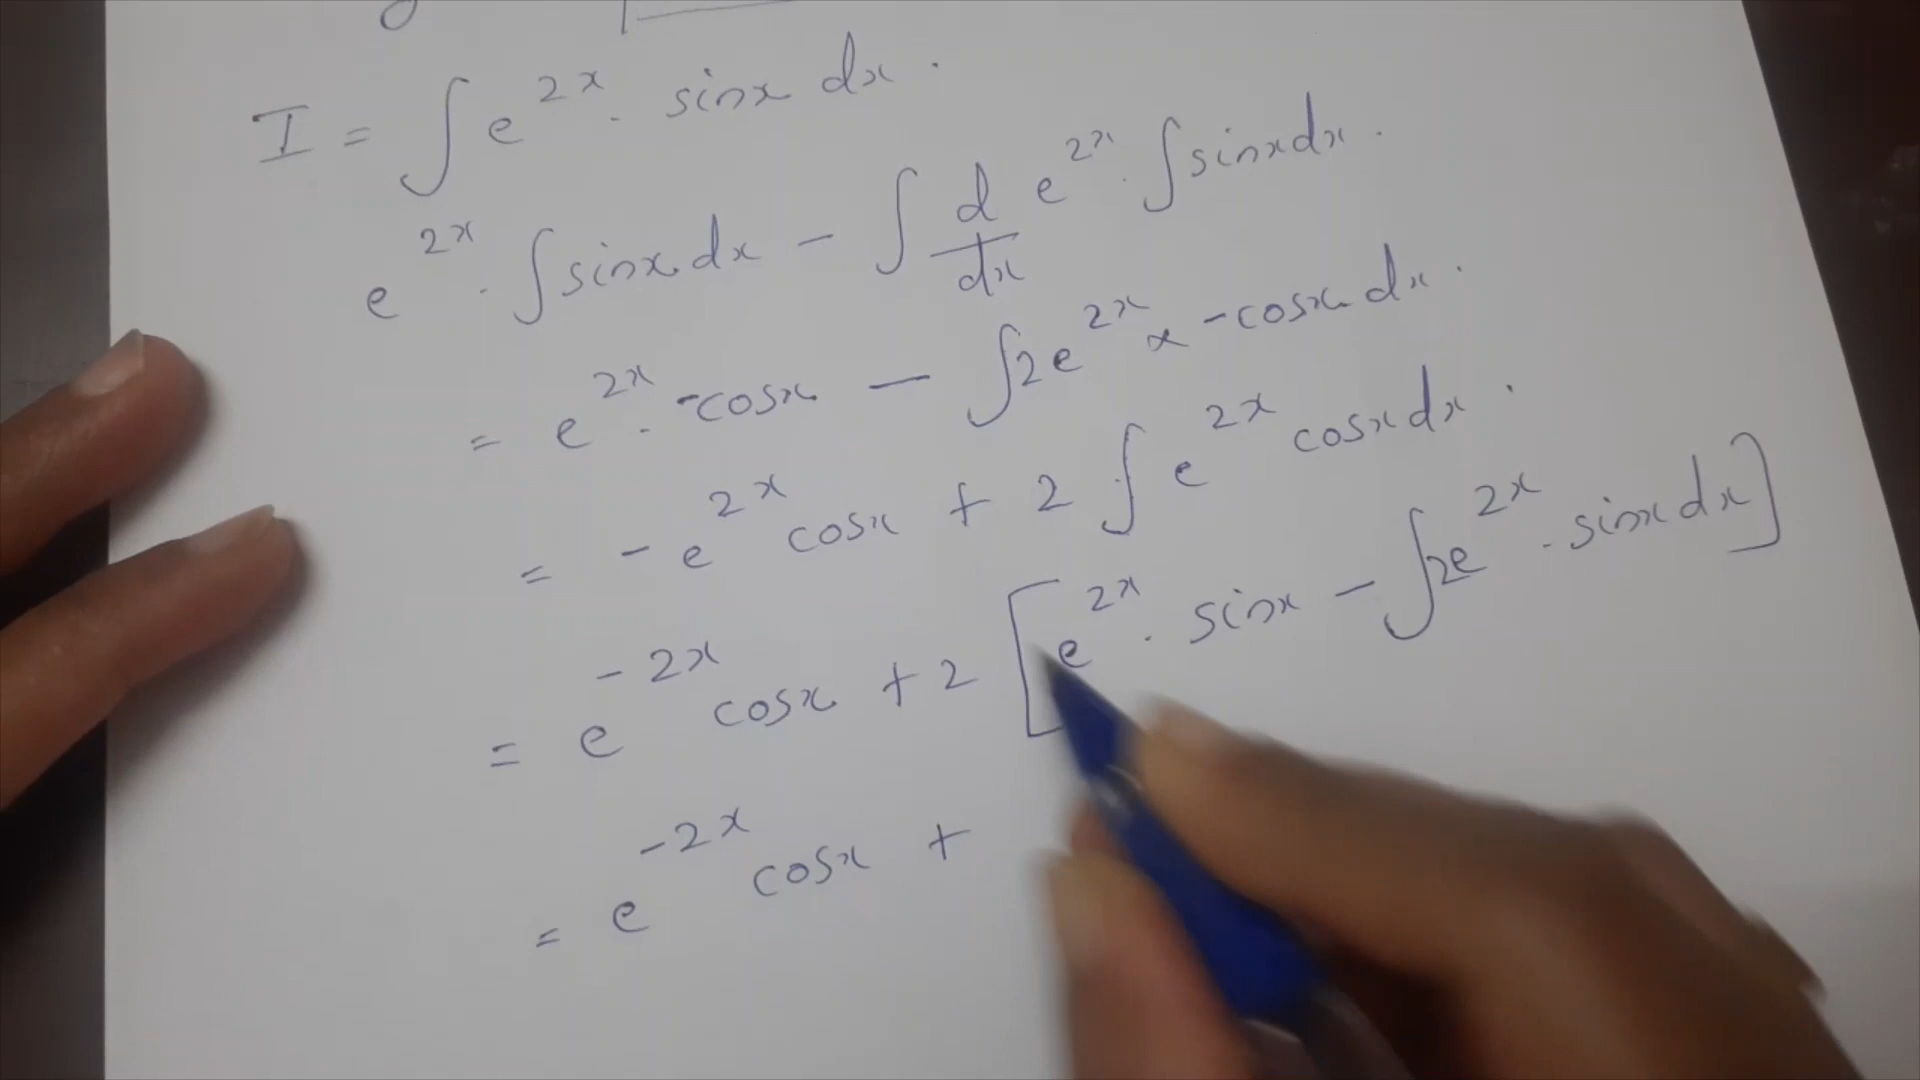 I = ∫ e^{2x} . sinx dx .
e^{2x} . ∫ sinx dx - ∫ d/dx e^{2x} . ∫ sinx dx .
= e^{2x} . -cosx - ∫ 2e^{2x} x -cosx dx .
= - e^{2x} cosx + 2 ∫ e^{2x} cosx dx .
= e^{-2x} cosx + 2 [ e^{2x} . sinx - ∫ 2e^{2x} . sinx dx ]
= e^{-2x} cosx +